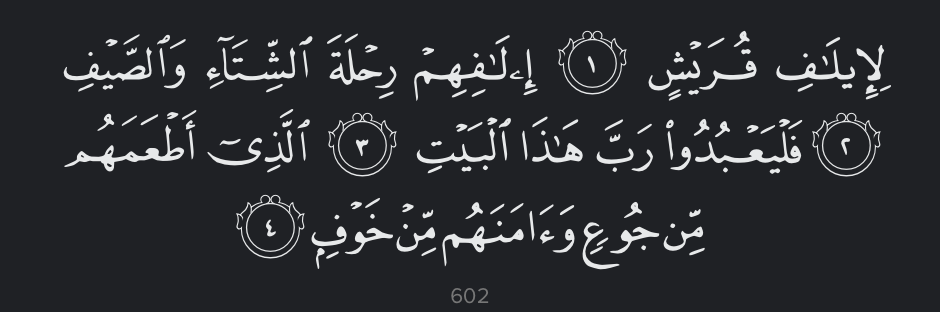 لِإِيلَٰفِ قُرَيْشٍ ١ إِۦلَٰفِهِمْ رِحْلَةَ ٱلشِّتَآءِ وَٱلصَّيْفِ
٢ فَلْيَعْبُدُوا۟ رَبَّ هَٰذَا ٱلْبَيْتِ ٣ ٱلَّذِىٓ أَطْعَمَهُم
مِّن جُوعٍ وَءَامَنَهُم مِّنْ خَوْفٍۭ ٤
602